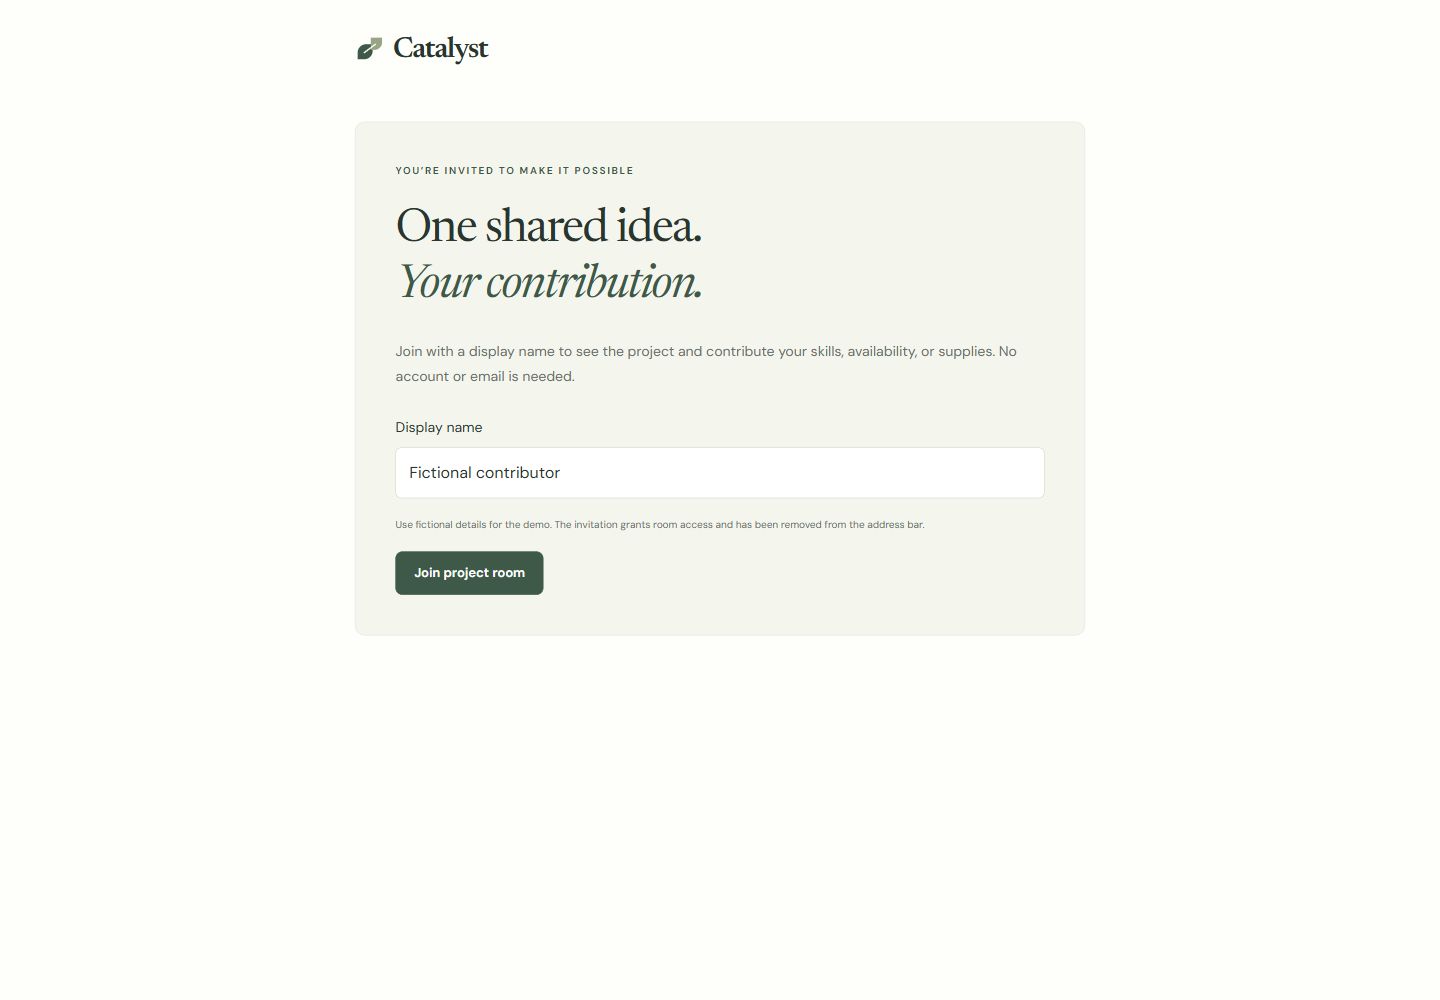 Catalyst
YOU’RE INVITED TO MAKE IT POSSIBLE
One shared idea.
Your contribution.
Join with a display name to see the project and contribute your skills, availability, or supplies. No
account or email is needed.
Display name
Fictional contributor
Use fictional details for the demo. The invitation grants room access and has been removed from the address bar.
Join project room